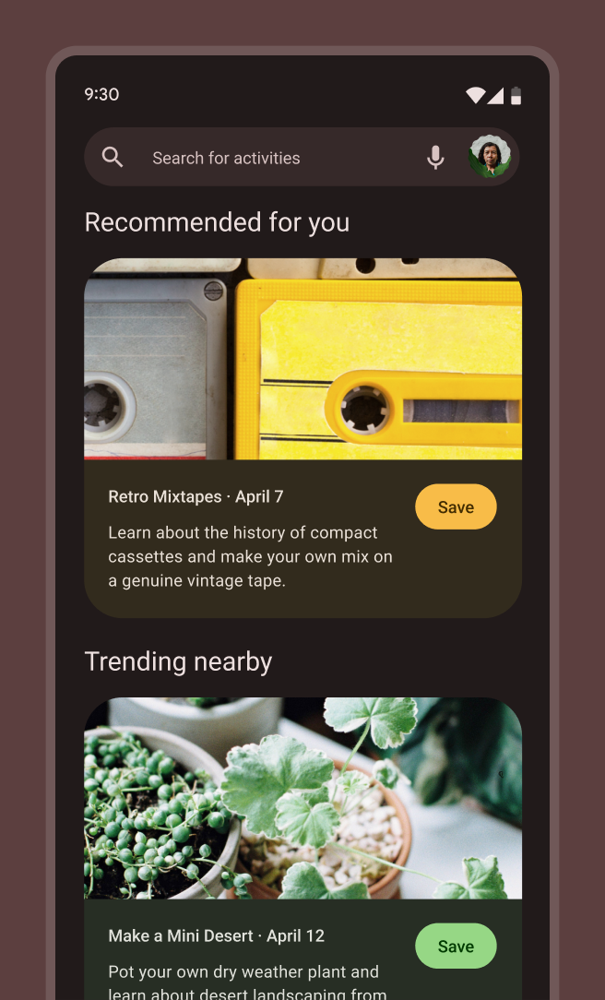 9:30
Search for activities
Recommended for you
Retro Mixtapes · April 7
Save
Learn about the history of compact
cassettes and make your own mix on
a genuine vintage tape.
Trending nearby
Make a Mini Desert · April 12
Save
Pot your own dry weather plant and
learn about desert landscaping from